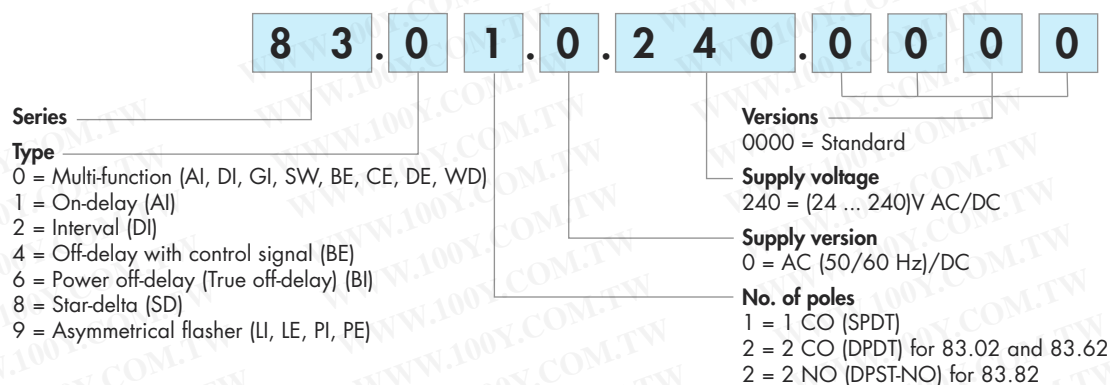 8 3 . 0 1 . 0 . 2 4 0 . 0 0 0 0
Series
Type
0 = Multi-function (AI, DI, GI, SW, BE, CE, DE, WD)
1 = On-delay (AI)
2 = Interval (DI)
4 = Off-delay with control signal (BE)
6 = Power off-delay (True off-delay) (BI)
8 = Star-delta (SD)
9 = Asymmetrical flasher (LI, LE, PI, PE)
Versions
0000 = Standard
Supply voltage
240 = (24 ... 240)V AC/DC
Supply version
0 = AC (50/60 Hz)/DC
No. of poles
1 = 1 CO (SPDT)
2 = 2 CO (DPDT) for 83.02 and 83.62
2 = 2 NO (DPST-NO) for 83.82
WWW.100Y.COM.TW